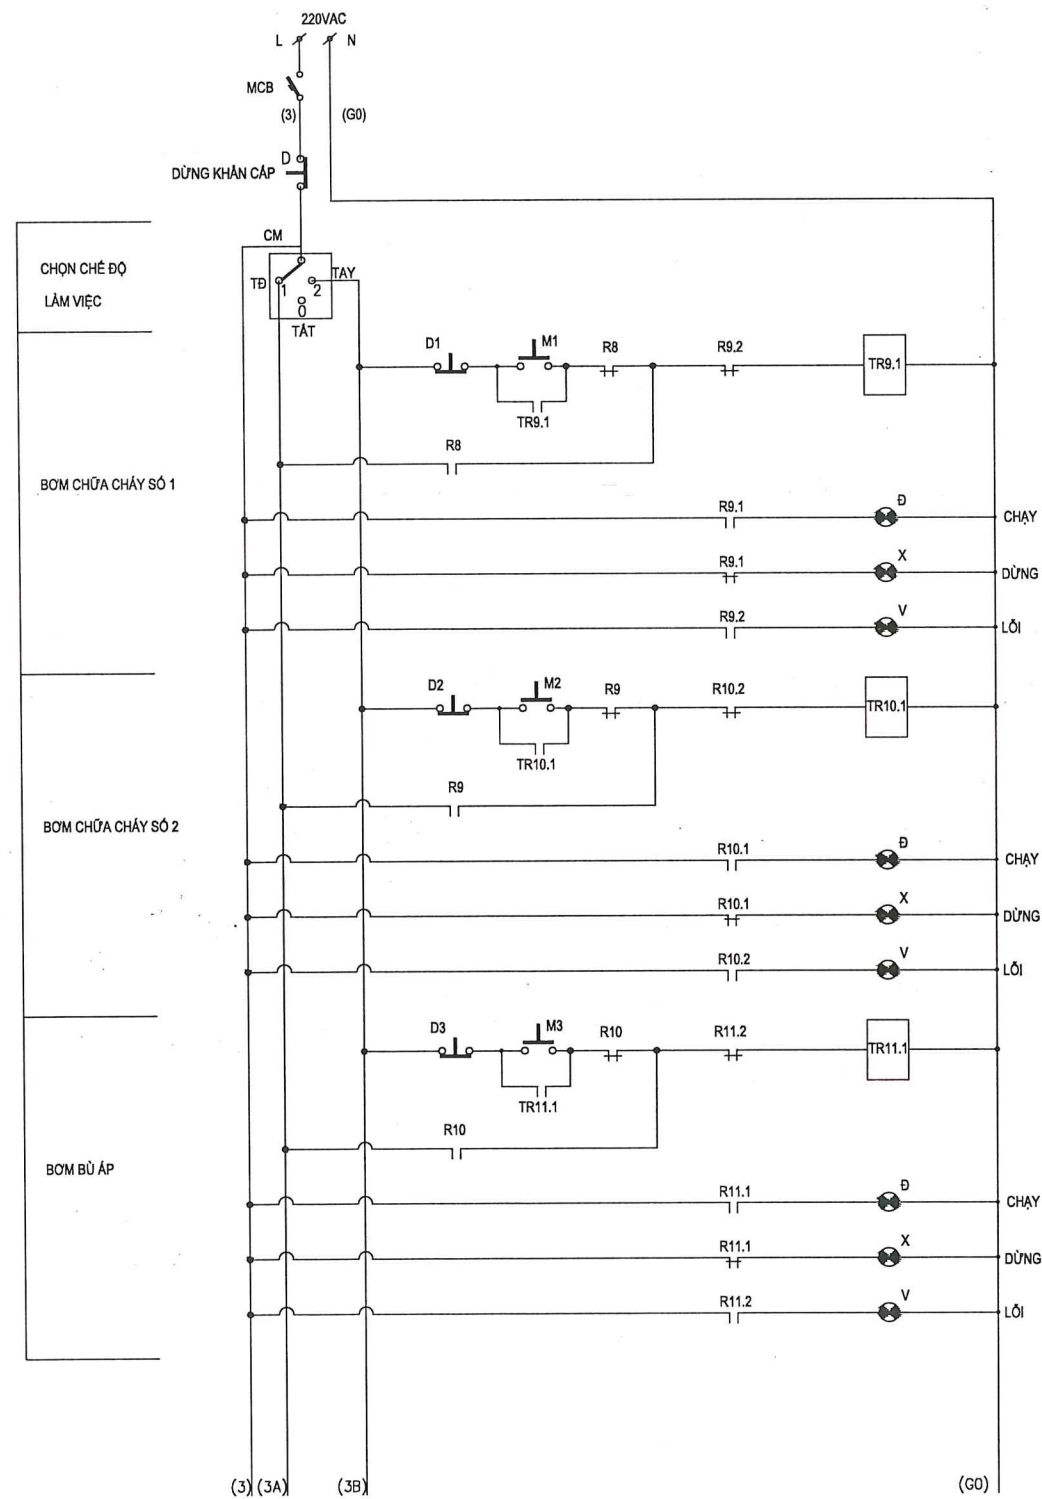 220VAC
L N
MCB
(3) (G0)
D
DỪNG KHẨN CẤP
CM
CHỌN CHẾ ĐỘ
LÀM VIỆC
TĐ 1 2 TAY
0
TẮT
D1 M1 R8 R9.2 TR9.1
TR9.1
R8
BƠM CHỮA CHÁY SỐ 1
R9.1 Đ CHẠY
R9.1 X DỪNG
R9.2 V LỖI
D2 M2 R9 R10.2 TR10.1
TR10.1
R9
BƠM CHỮA CHÁY SỐ 2
R10.1 Đ CHẠY
R10.1 X DỪNG
R10.2 V LỖI
D3 M3 R10 R11.2 TR11.1
TR11.1
R10
BƠM BÙ ÁP
R11.1 Đ CHẠY
R11.1 X DỪNG
R11.2 V LỖI
(3) (3A) (3B) (G0)